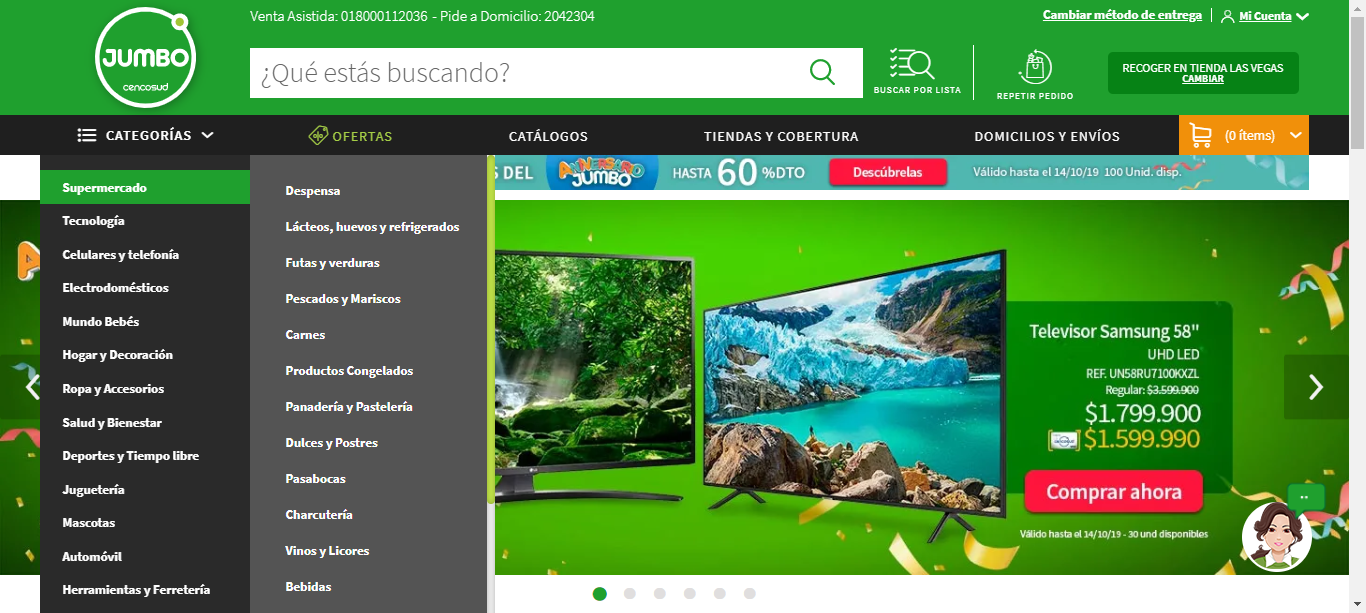 JUMBO
cencosud
Venta Asistida: 018000112036 - Pide a Domicilio: 2042304
Cambiar método de entrega
Mi Cuenta
¿Qué estás buscando?
BUSCAR POR LISTA
REPETIR PEDIDO
RECOGER EN TIENDA LAS VEGAS
CAMBIAR
CATEGORÍAS
OFERTAS
CATÁLOGOS
TIENDAS Y COBERTURA
DOMICILIOS Y ENVÍOS
(0 ítems)
DEL
ANIVERSARIO
JUMBO
HASTA 60 %DTO
Descúbrelas
Válido hasta el 14/10/19 100 Unid. disp.
Supermercado
Tecnología
Celulares y telefonía
Electrodomésticos
Mundo Bebés
Hogar y Decoración
Ropa y Accesorios
Salud y Bienestar
Deportes y Tiempo libre
Juguetería
Mascotas
Automóvil
Herramientas y Ferretería
Despensa
Lácteos, huevos y refrigerados
Futas y verduras
Pescados y Mariscos
Carnes
Productos Congelados
Panadería y Pastelería
Dulces y Postres
Pasabocas
Charcutería
Vinos y Licores
Bebidas
Televisor Samsung 58"
UHD LED
REF. UN58RU7100KXZL
Regular: $3.599.900
$1.799.900
$1.599.990
Comprar ahora
Válido hasta el 14/10/19 - 30 und disponibles